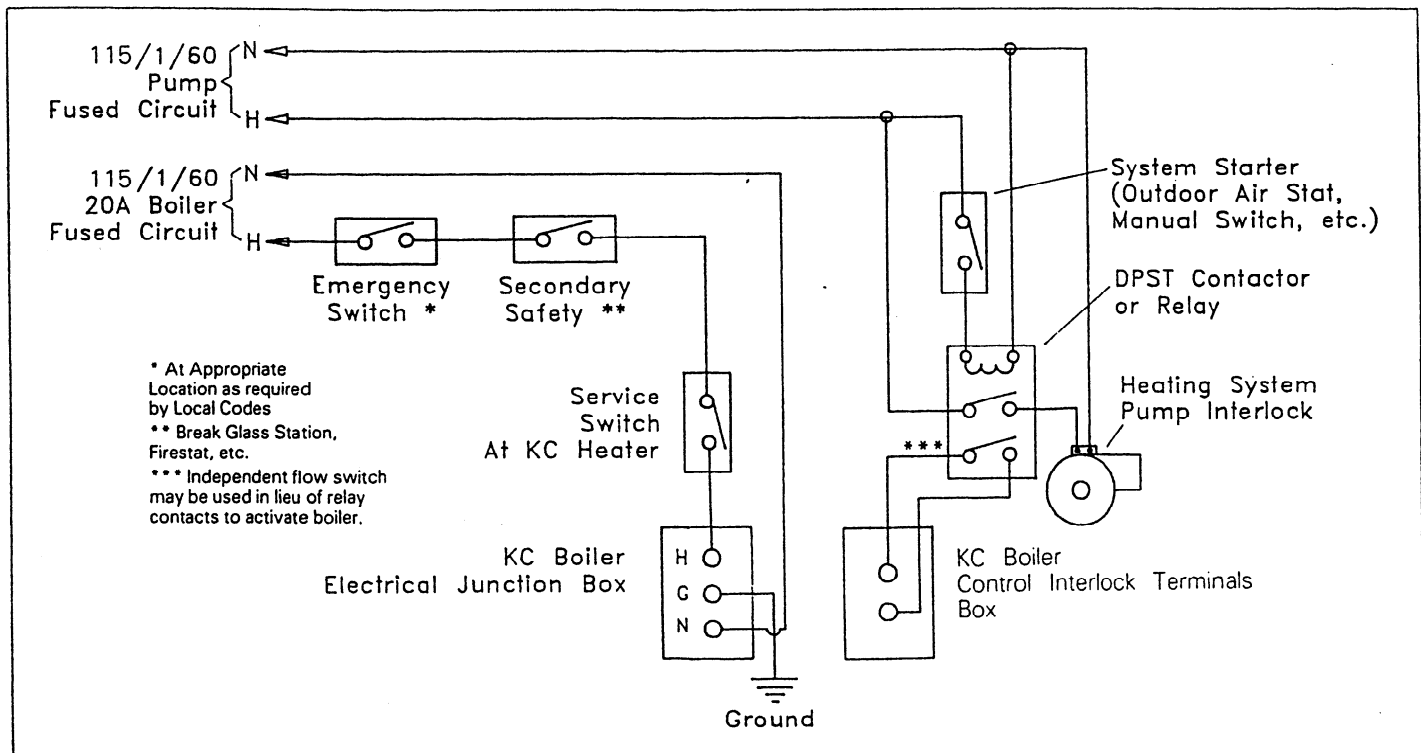 115/1/60
Pump
Fused Circuit
N
H
115/1/60
20A Boiler
Fused Circuit
N
H
Emergency
Switch *
Secondary
Safety **
System Starter
(Outdoor Air Stat,
Manual Switch, etc.)
DPST Contactor
or Relay
Heating System
Pump Interlock
* At Appropriate
Location as required
by Local Codes
** Break Glass Station,
Firestat, etc.
*** Independent flow switch
may be used in lieu of relay
contacts to activate boiler.
Service
Switch
At KC Heater
***
KC Boiler
Electrical Junction Box
H
G
N
KC Boiler
Control Interlock Terminals
Box
Ground